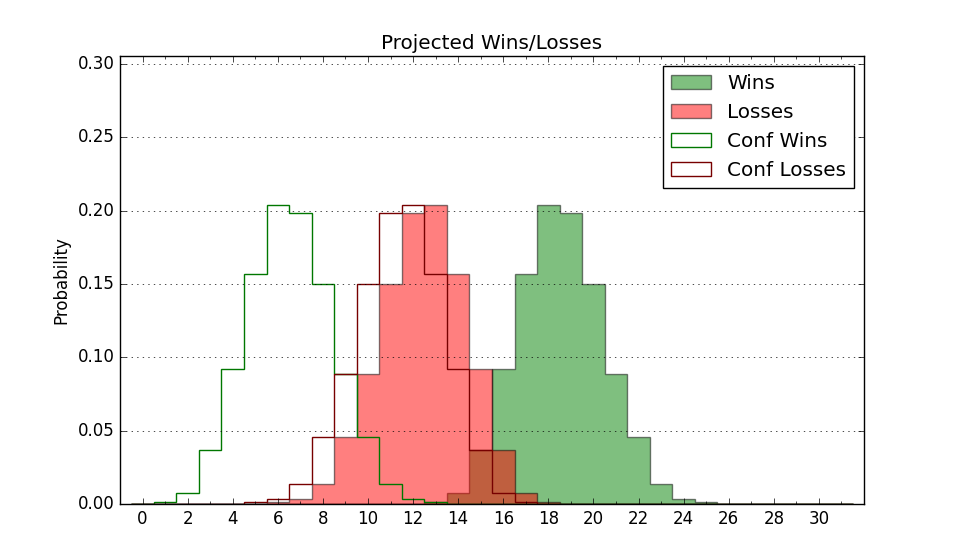 Projected Wins/Losses
0.30
0.25
0.20
0.15
0.10
0.05
0.00
Probability
Wins
Losses
Conf Wins
Conf Losses
0 2 4 6 8 10 12 14 16 18 20 22 24 26 28 30